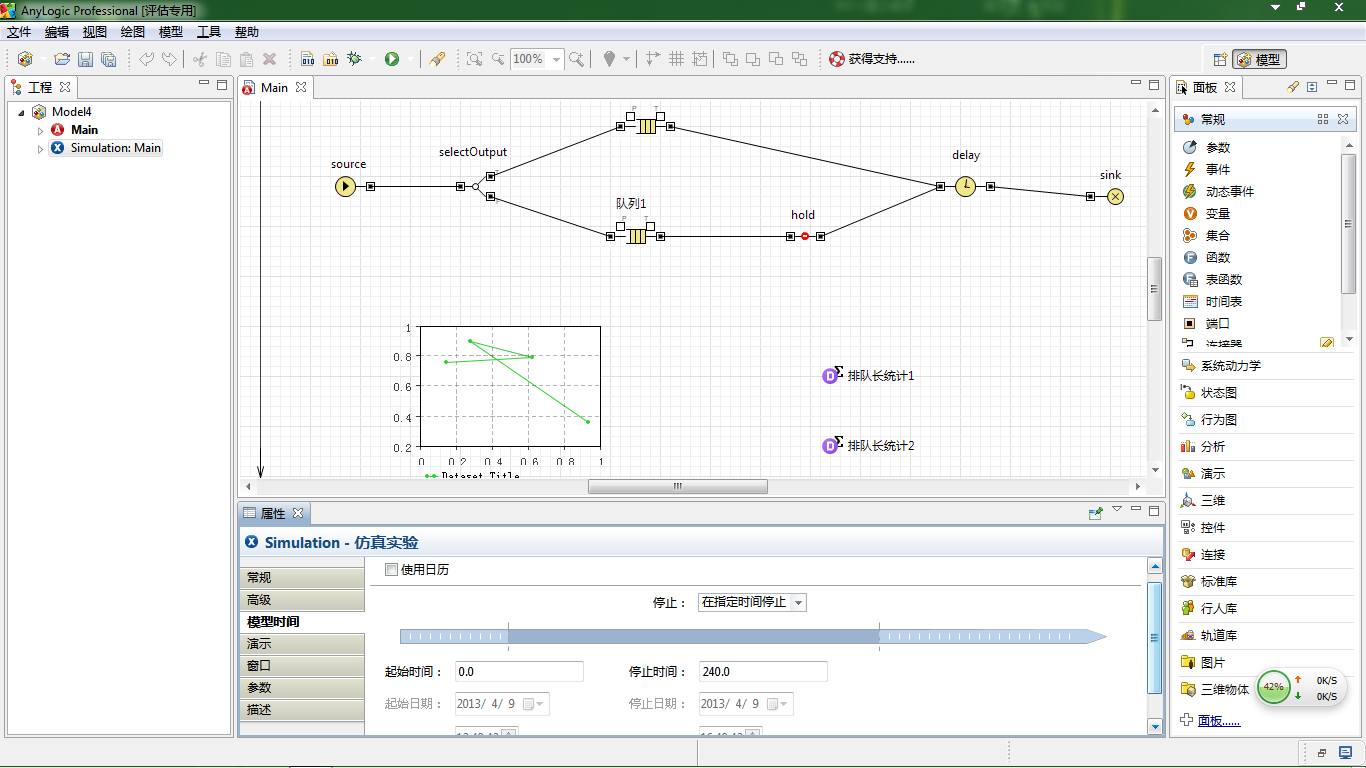 AnyLogic Professional [评估专用]
文件 编辑 视图 绘图 模型 工具 帮助
100% 获得支持...... 模型
工程
Model4
Main
Simulation: Main
Main
source
selectOutput
P T
队列1
P T
hold
delay
sink
1
0.8
0.6
0.4
0.2
0 0.2 0.4 0.6 0.8 1
Dataset Title
排队长统计1
排队长统计2
属性
Simulation - 仿真实验
常规
高级
模型时间
演示
窗口
参数
描述
使用日历
停止： 在指定时间停止
起始时间： 0.0 停止时间： 240.0
起始日期： 2013/ 4/ 9 停止日期： 2013/ 4/ 9
面板
常规
参数
事件
动态事件
变量
集合
函数
表函数
时间表
端口
连接器
系统动力学
状态图
行为图
分析
演示
三维
控件
连接
标准库
行人库
轨道库
图片
三维物体
面板......
42% 0K/S
0K/S